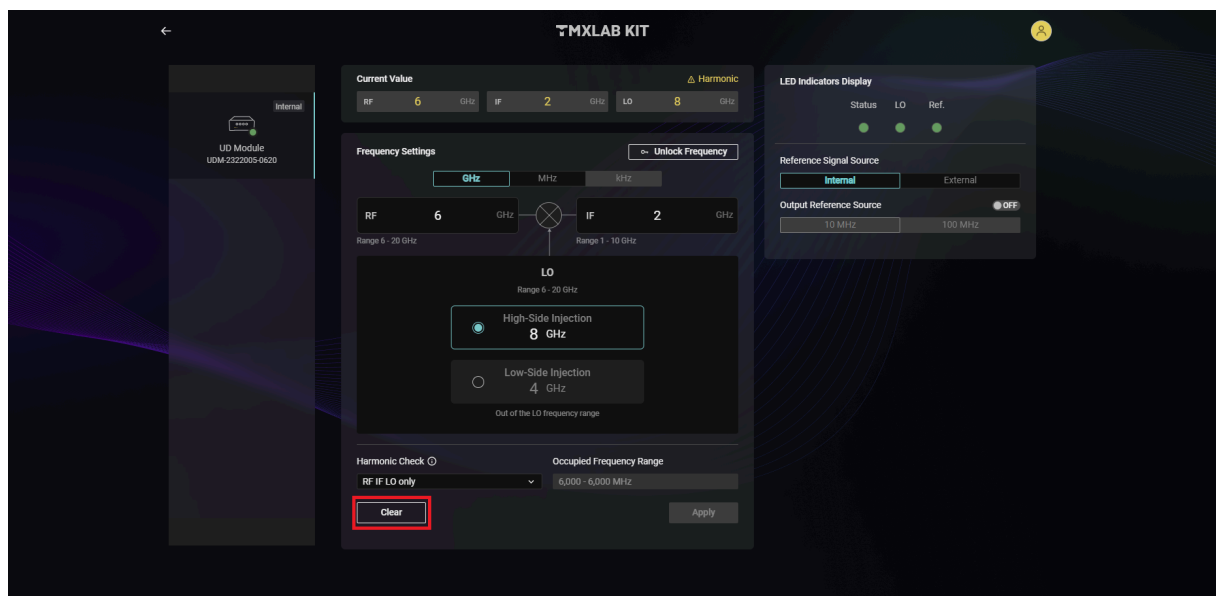 TMXLAB KIT
Internal
UD Module
UDM-2322005-0620
Current Value
Harmonic
RF 6 GHz IF 2 GHz LO 8 GHz
Frequency Settings
Unlock Frequency
GHz MHz kHz
RF 6 GHz IF 2 GHz
Range 6 - 20 GHz Range 1 - 10 GHz
LO
Range 6 - 20 GHz
High-Side Injection
8 GHz
Low-Side Injection
4 GHz
Out of the LO frequency range
Harmonic Check Occupied Frequency Range
RF IF LO only 6,000 - 6,000 MHz
Clear Apply
LED Indicators Display
Status LO Ref.
Reference Signal Source
Internal External
Output Reference Source OFF
10 MHz 100 MHz